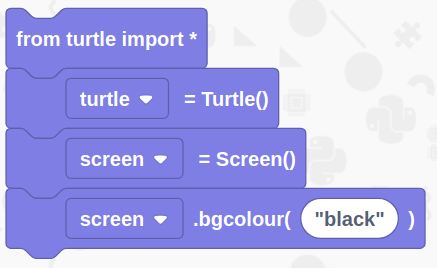 from turtle import *
turtle = Turtle()
screen = Screen()
screen .bgcolour( "black" )